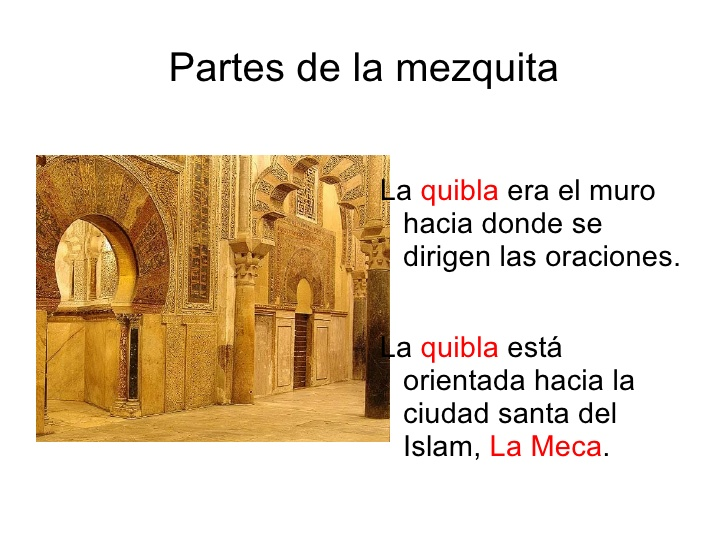 Partes de la mezquita
La quibla era el muro
hacia donde se
dirigen las oraciones.
La quibla está
orientada hacia la
ciudad santa del
Islam, La Meca.